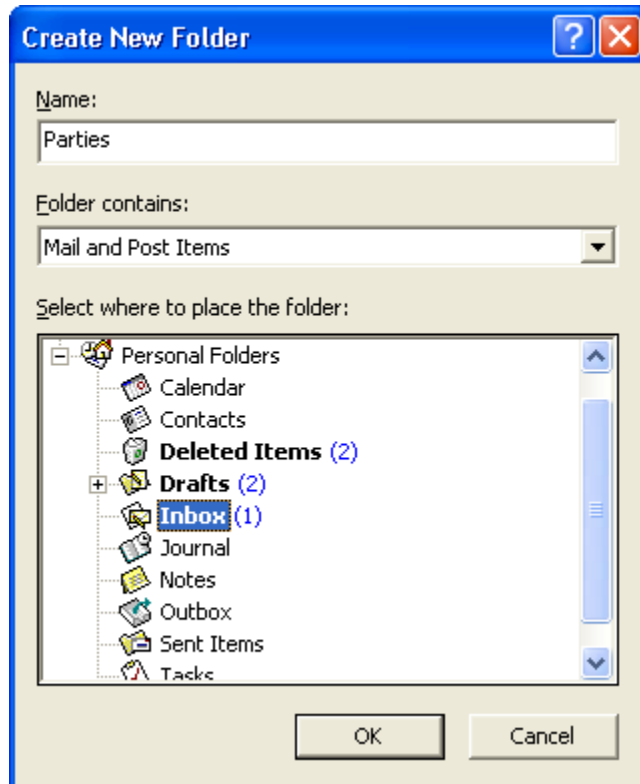 Create New Folder
Name:
Parties
Folder contains:
Mail and Post Items
Select where to place the folder:
Personal Folders
Calendar
Contacts
Deleted Items (2)
Drafts (2)
Inbox (1)
Journal
Notes
Outbox
Sent Items
Tasks
OK Cancel